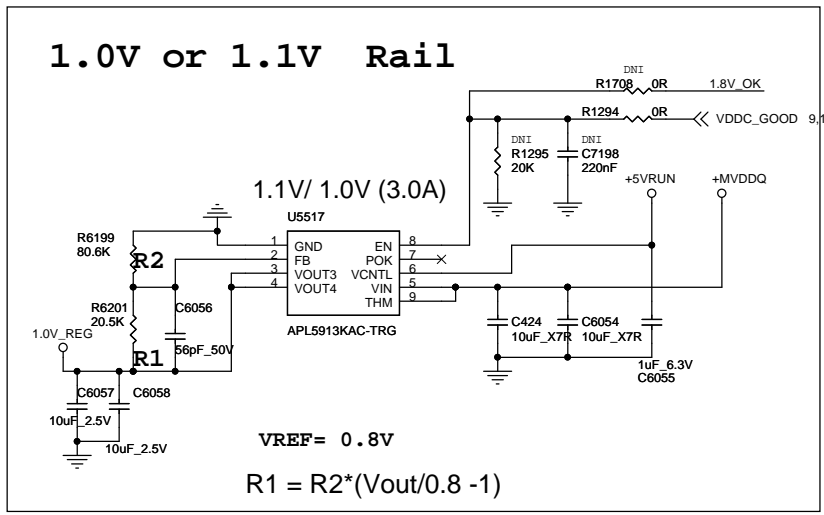 1.0V or 1.1V Rail
DNI
R1708 0R 1.8V_OK
R1294 0R VDDC_GOOD 9,1
DNI DNI
R1295 C7198
20K 220nF
1.1V/ 1.0V (3.0A)
+5VRUN +MVDDQ
U5517
R6199
80.6K
R2
1 GND EN 8
2 FB POK 7
3 VOUT3 VCNTL 6
4 VOUT4 VIN 5
THM 9
APL5913KAC-TRG
R6201
20.5K
C6056
56pF_50V
1.0V_REG
R1
C424 C6054
10uF_X7R 10uF_X7R
1uF_6.3V
C6055
C6057 C6058
10uF_2.5V
10uF_2.5V
VREF= 0.8V
R1 = R2*(Vout/0.8 -1)